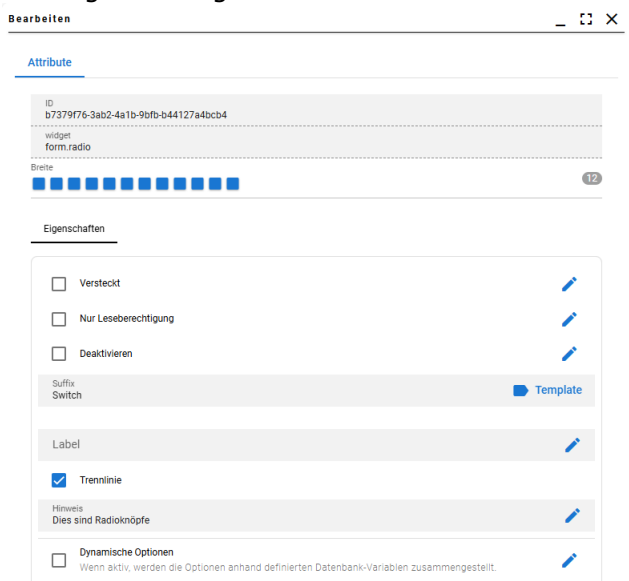 Bearbeiten
Attribute
ID
b7379f76-3ab2-4a1b-9bfb-b44127a4bcb4
widget
form.radio
Breite
12
Eigenschaften
Versteckt
Nur Leseberechtigung
Deaktivieren
Suffix
Switch
Template
Label
Trennlinie
Hinweis
Dies sind Radioknöpfe
Dynamische Optionen
Wenn aktiv, werden die Optionen anhand definierten Datenbank-Variablen zusammengestellt.